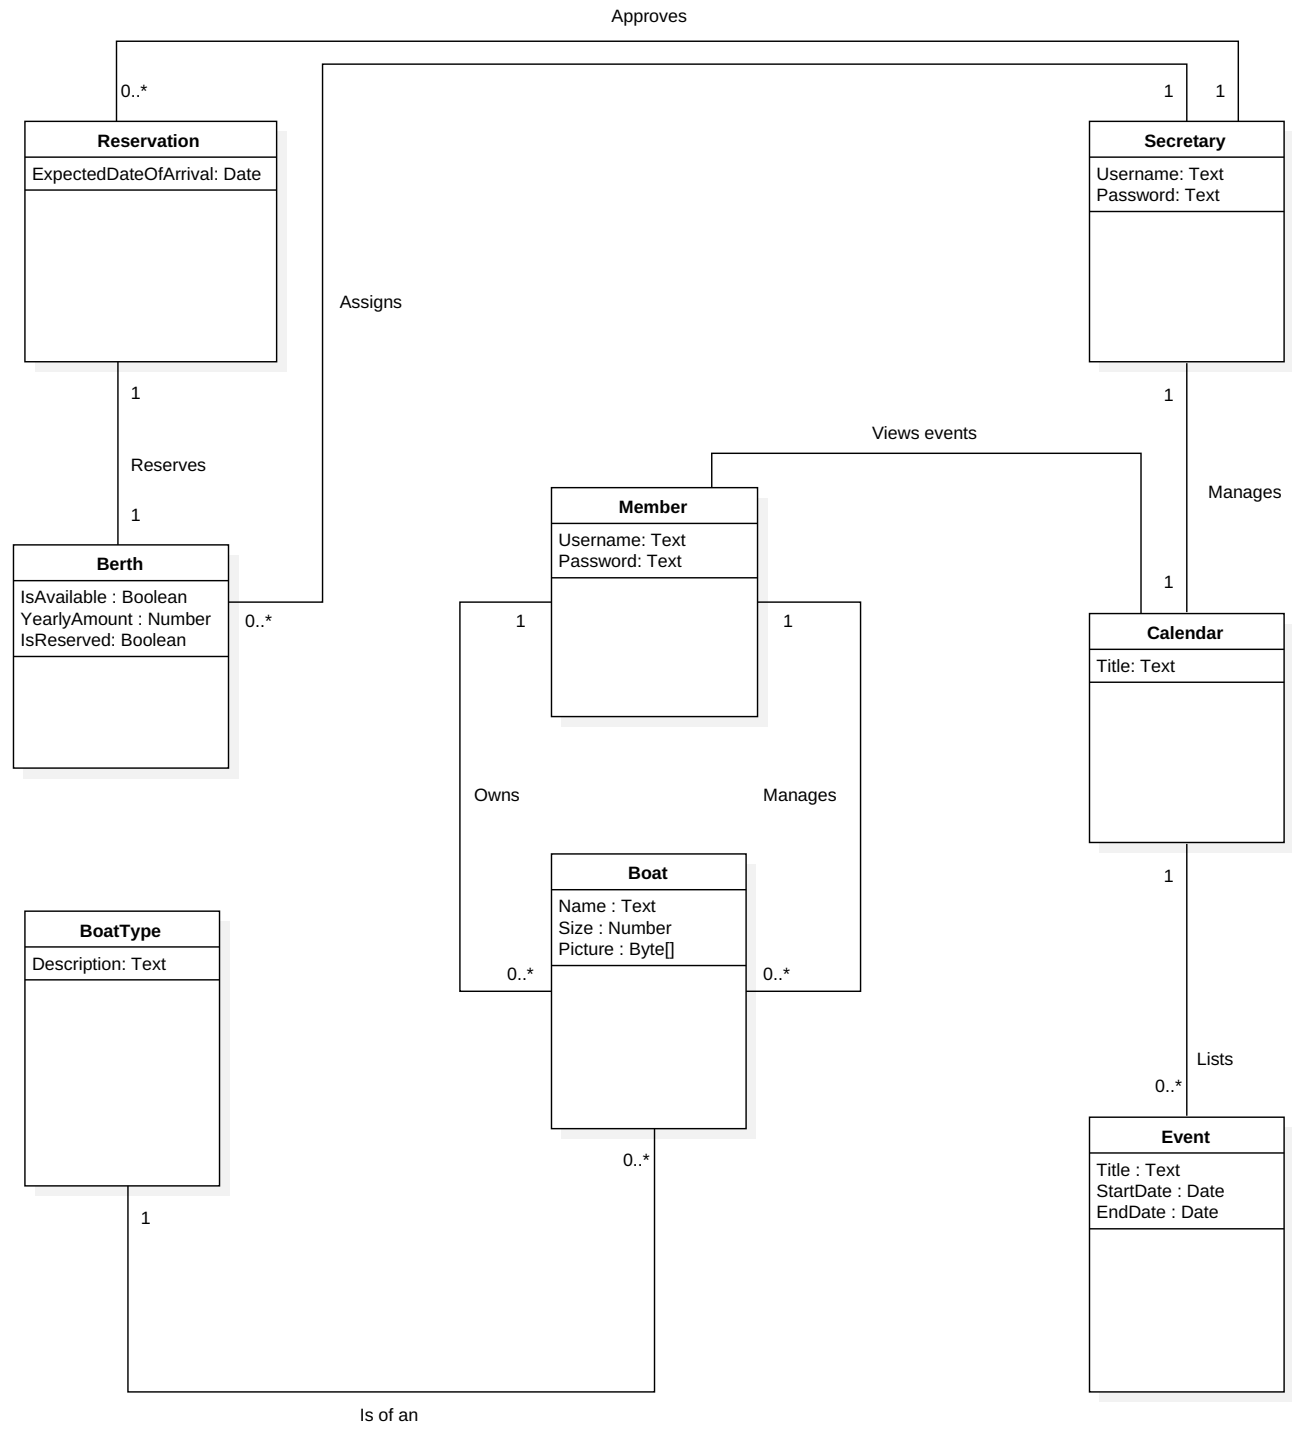 Approves
0..*
1
1
Reservation
ExpectedDateOfArrival: Date
Secretary
Username: Text
Password: Text
Assigns
1
Reserves
1
1
Manages
1
Views events
Member
Username: Text
Password: Text
Berth
IsAvailable : Boolean
YearlyAmount : Number
IsReserved: Boolean
0..*
1
1
Calendar
Title: Text
Owns
Manages
Boat
Name : Text
Size : Number
Picture : Byte[]
0..*
0..*
1
BoatType
Description: Text
Lists
0..*
Event
Title : Text
StartDate : Date
EndDate : Date
0..*
1
Is of an